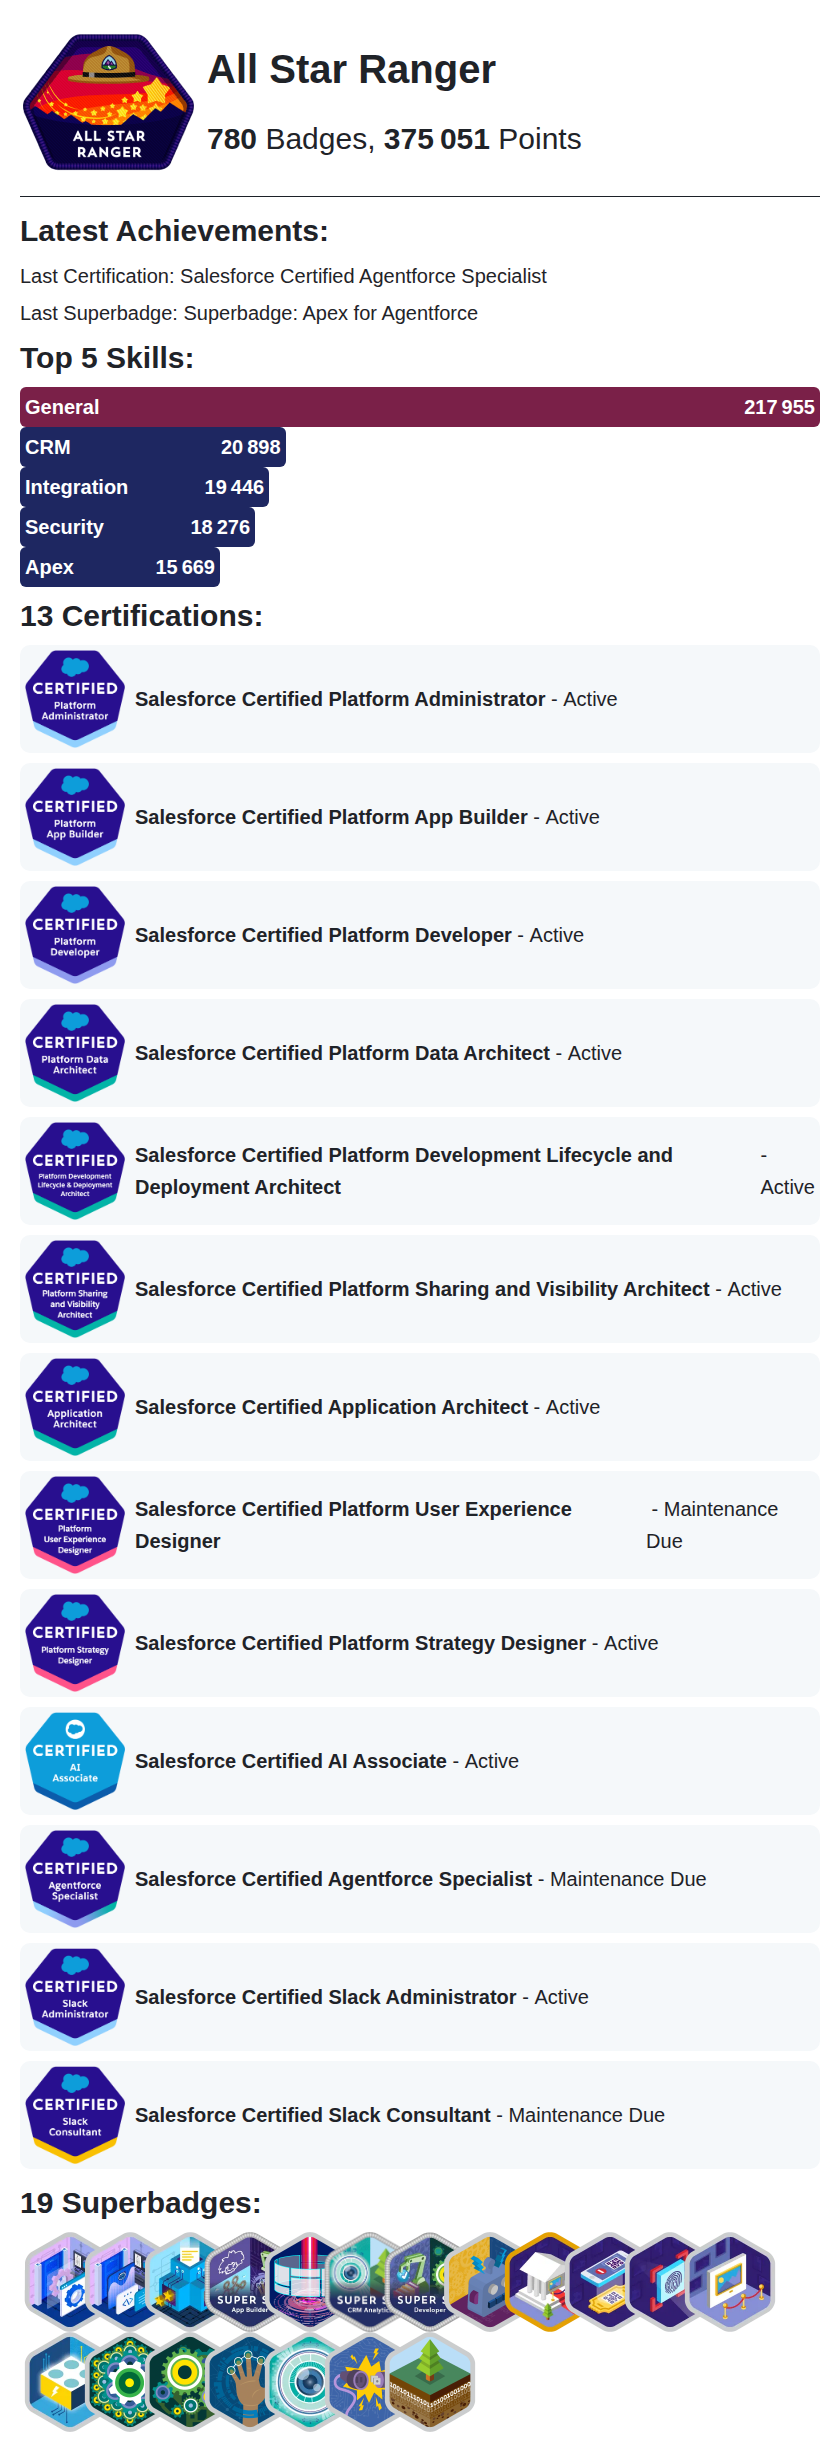 ALL STAR
RANGER
All Star Ranger
780 Badges, 375 051 Points
Latest Achievements:
Last Certification: Salesforce Certified Agentforce Specialist
Last Superbadge: Superbadge: Apex for Agentforce
Top 5 Skills:
General 217 955
CRM 20 898
Integration 19 446
Security 18 276
Apex 15 669
13 Certifications:
CERTIFIED
Platform
Administrator
Salesforce Certified Platform Administrator - Active
CERTIFIED
Platform
App Builder
Salesforce Certified Platform App Builder - Active
CERTIFIED
Platform
Developer
Salesforce Certified Platform Developer - Active
CERTIFIED
Platform Data
Architect
Salesforce Certified Platform Data Architect - Active
CERTIFIED
Platform Development
Lifecycle & Deployment
Architect
Salesforce Certified Platform Development Lifecycle and -
Deployment Architect Active
CERTIFIED
Platform Sharing
and Visibility
Architect
Salesforce Certified Platform Sharing and Visibility Architect - Active
CERTIFIED
Application
Architect
Salesforce Certified Application Architect - Active
CERTIFIED
Platform
User Experience
Designer
Salesforce Certified Platform User Experience - Maintenance
Designer Due
CERTIFIED
Platform Strategy
Designer
Salesforce Certified Platform Strategy Designer - Active
CERTIFIED
AI
Associate
Salesforce Certified AI Associate - Active
CERTIFIED
Agentforce
Specialist
Salesforce Certified Agentforce Specialist - Maintenance Due
CERTIFIED
Slack
Administrator
Salesforce Certified Slack Administrator - Active
CERTIFIED
Slack
Consultant
Salesforce Certified Slack Consultant - Maintenance Due
19 Superbadges:
SUPER S
App Builder
SUPER S
CRM Analytics
SUPER S
Developer